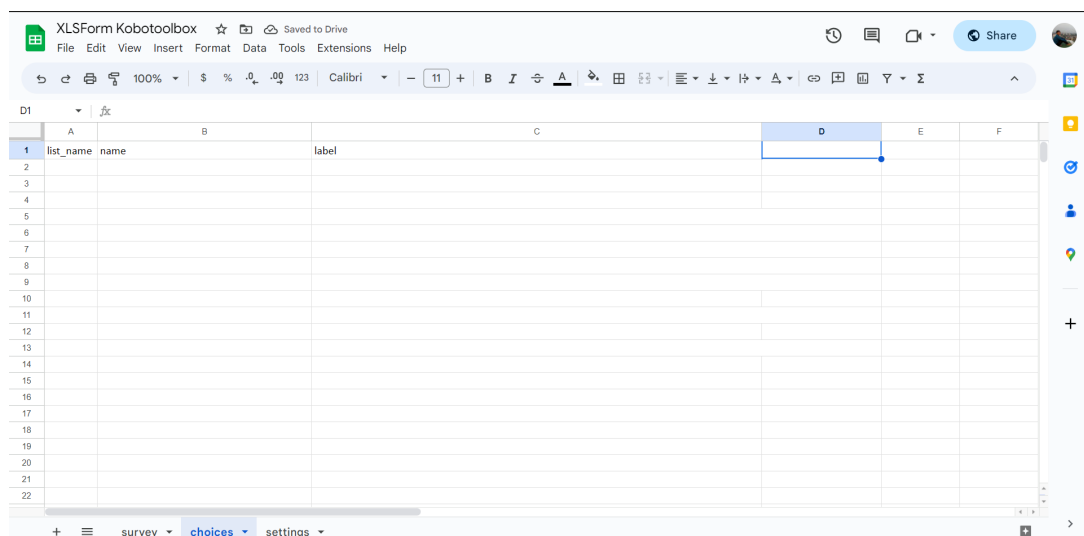 XLSForm Kobotoolbox Saved to Drive
File Edit View Insert Format Data Tools Extensions Help
Share
100% $ % .0 .00 123 Calibri - 11 + B I A A Σ
31
D1 fx
A B C D E F
1 list_name name label
2
3
4
5
6
7
8
9
10
11
12
13
14
15
16
17
18
19
20
21
22
+ survey choices settings